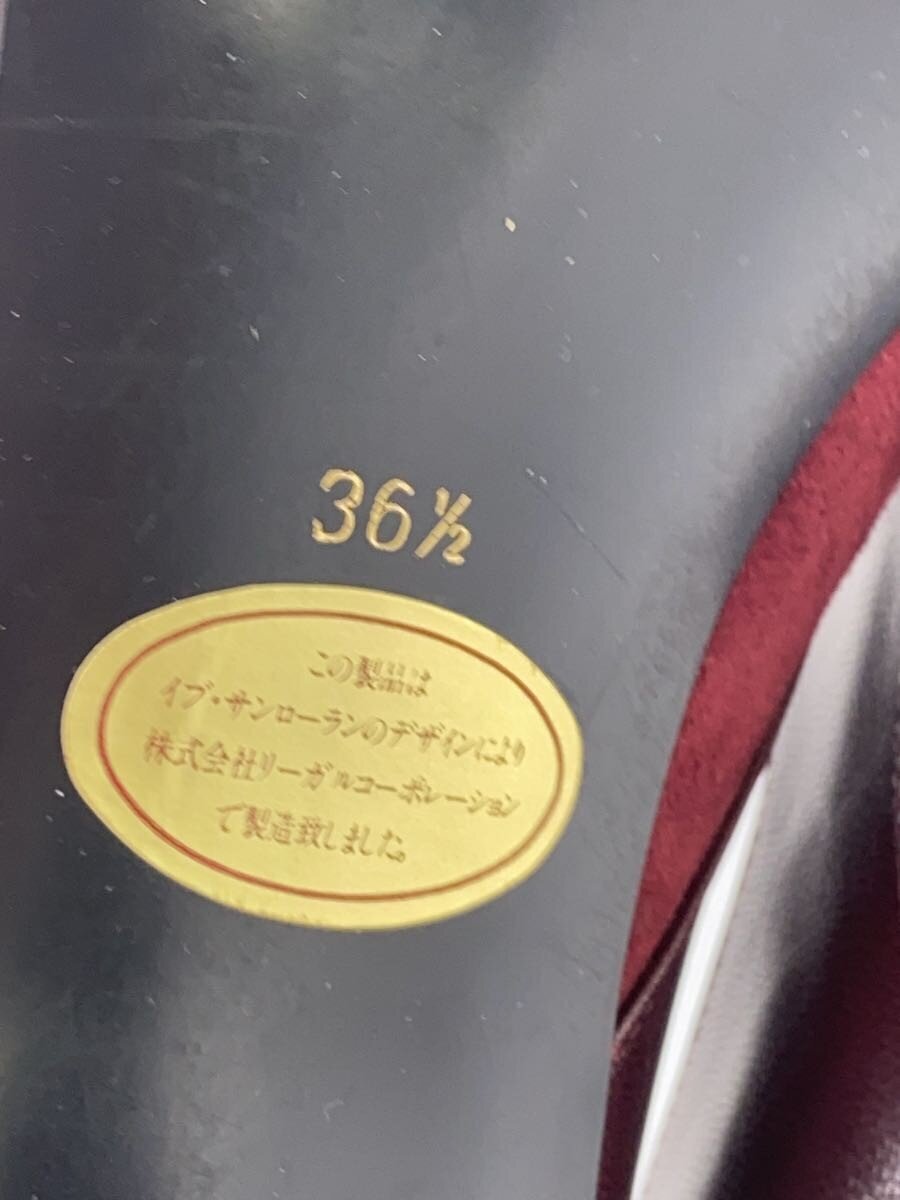 36½
この製品は
イブ・サンローランのデザインにより
株式会社リーガルコーポレーション
で製造致しました。